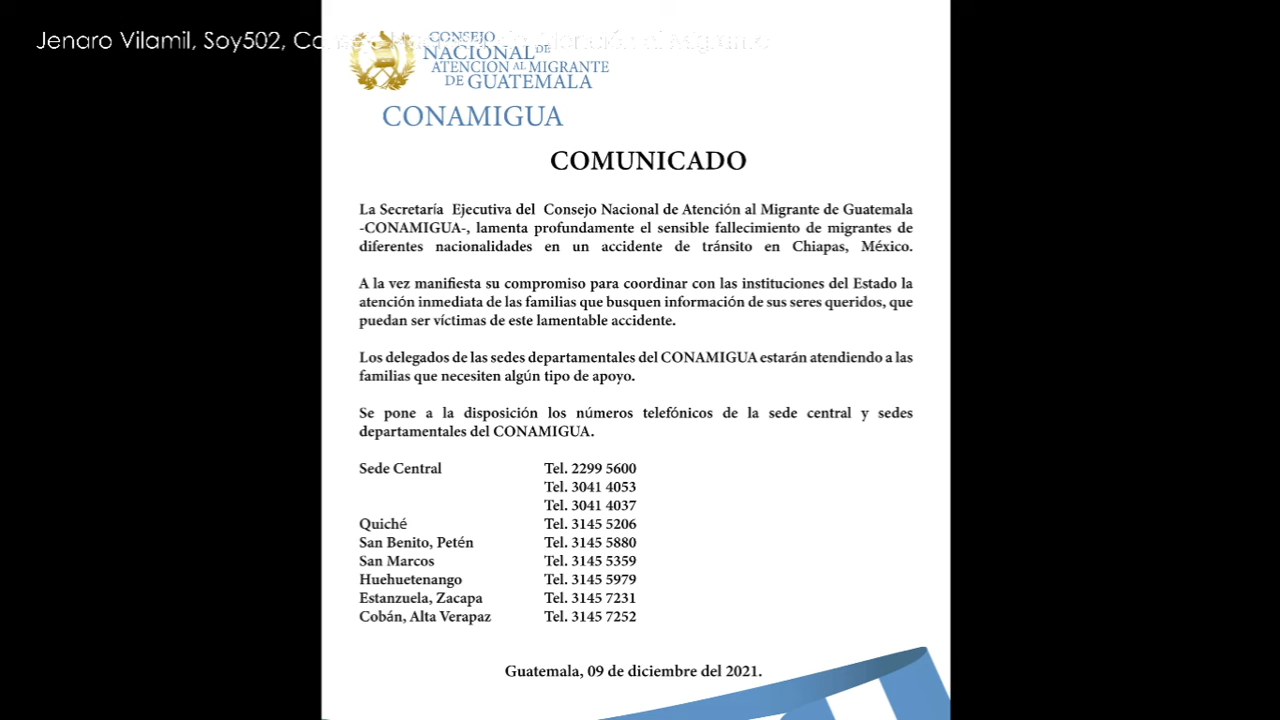 Jenaro Vilamil, Soy502,
CONSEJO
NACIONAL DE
ATENCIÓN AL MIGRANTE
DE GUATEMALA
CONAMIGUA
COMUNICADO
La Secretaría Ejecutiva del Consejo Nacional de Atención al Migrante de Guatemala
-CONAMIGUA-, lamenta profundamente el sensible fallecimiento de migrantes de
diferentes nacionalidades en un accidente de tránsito en Chiapas, México.
A la vez manifiesta su compromiso para coordinar con las instituciones del Estado la
atención inmediata de las familias que busquen información de sus seres queridos, que
puedan ser víctimas de este lamentable accidente.
Los delegados de las sedes departamentales del CONAMIGUA estarán atendiendo a las
familias que necesiten algún tipo de apoyo.
Se pone a la disposición los números telefónicos de la sede central y sedes
departamentales del CONAMIGUA.
Sede Central Tel. 2299 5600
Tel. 3041 4053
Tel. 3041 4037
Quiché Tel. 3145 5206
San Benito, Petén Tel. 3145 5880
San Marcos Tel. 3145 5359
Huehuetenango Tel. 3145 5979
Estanzuela, Zacapa Tel. 3145 7231
Cobán, Alta Verapaz Tel. 3145 7252
Guatemala, 09 de diciembre del 2021.